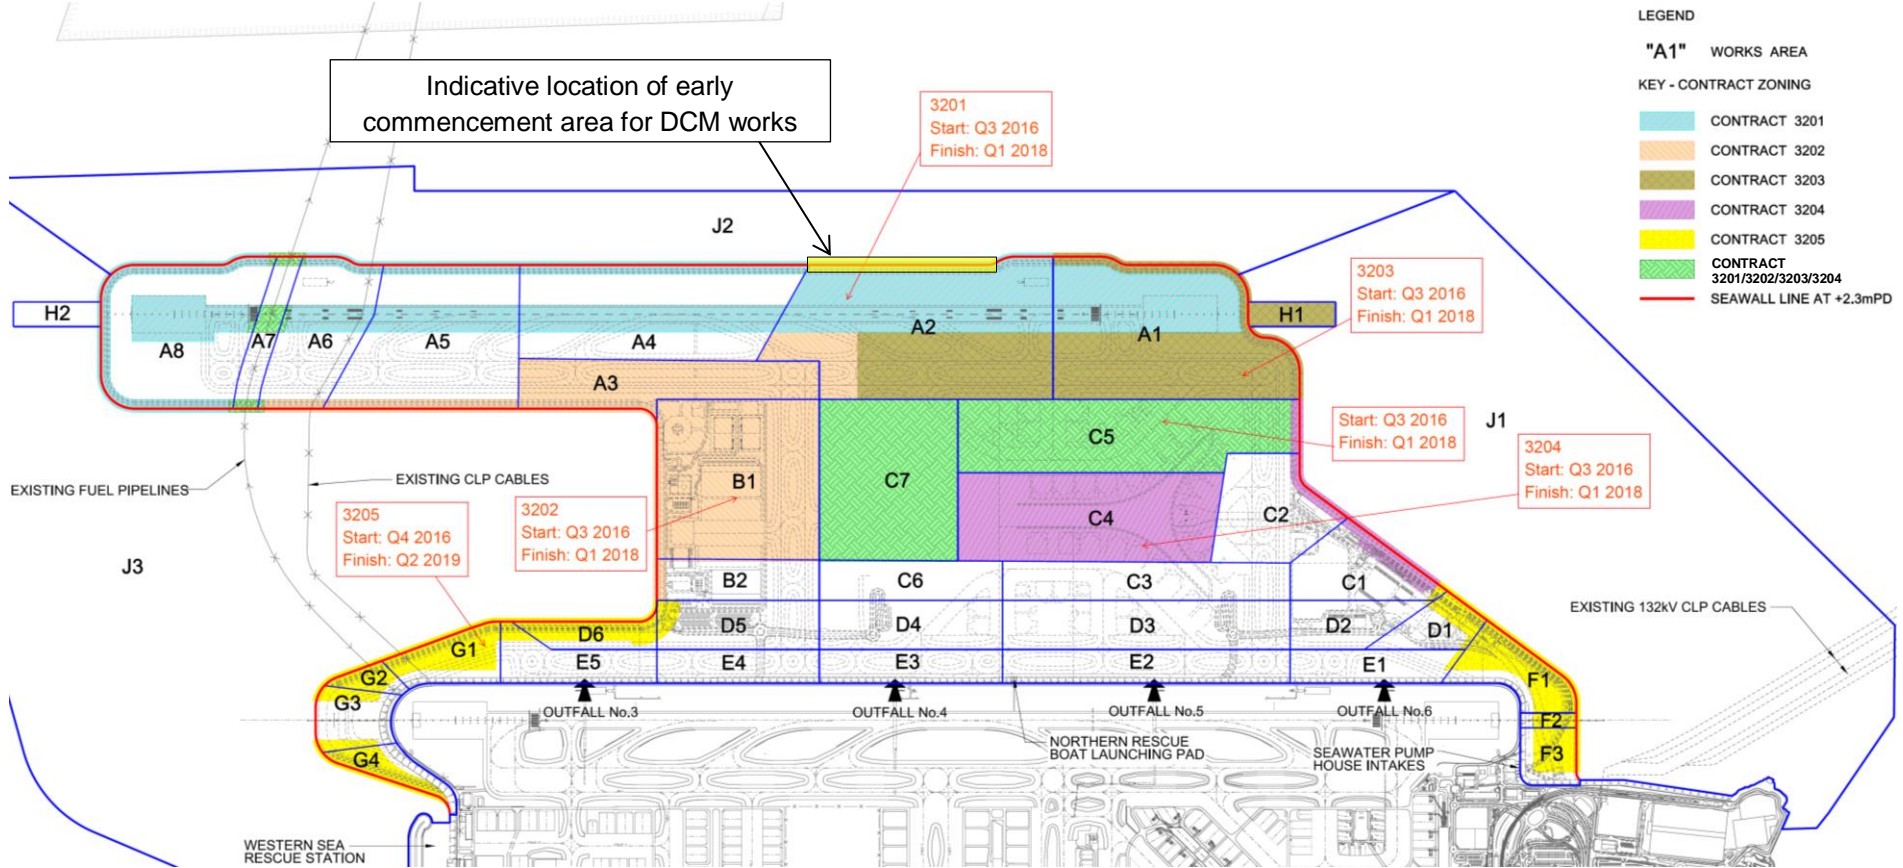 LEGEND
"A1" WORKS AREA
KEY - CONTRACT ZONING
CONTRACT 3201
CONTRACT 3202
CONTRACT 3203
CONTRACT 3204
CONTRACT 3205
CONTRACT
3201/3202/3203/3204
SEAWALL LINE AT +2.3mPD
Indicative location of early
commencement area for DCM works
3201
Start: Q3 2016
Finish: Q1 2018
J2
3203
Start: Q3 2016
Finish: Q1 2018
H2
H1
A8
A7
A6
A5
A4
A2
A1
A3
Start: Q3 2016
Finish: Q1 2018
J1
C5
3204
Start: Q3 2016
Finish: Q1 2018
B1
C7
C4
C2
EXISTING FUEL PIPELINES
EXISTING CLP CABLES
3205
Start: Q4 2016
Finish: Q2 2019
3202
Start: Q3 2016
Finish: Q1 2018
J3
B2
C6
C3
C1
EXISTING 132kV CLP CABLES
D6
D5
D4
D3
D2
D1
G1
E5
E4
E3
E2
E1
G2
F1
G3
OUTFALL No.3
OUTFALL No.4
OUTFALL No.5
OUTFALL No.6
F2
G4
NORTHERN RESCUE
BOAT LAUNCHING PAD
SEAWATER PUMP
HOUSE INTAKES
F3
WESTERN SEA
RESCUE STATION